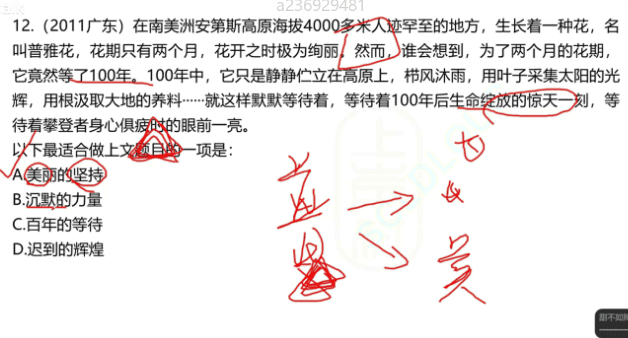 a236929481
12.（2011广东）在南美洲安第斯高原海拔4000多米人迹罕至的地方，生长着一种花，名
叫普雅花，花期只有两个月，花开之时极为绚丽。然而，谁会想到，为了两个月的花期，
它竟然等了100年。100年中，它只是静静伫立在高原上，栉风沐雨，用叶子采集太阳的光
辉，用根汲取大地的养料······就这样默默等待着，等待着100年后生命绽放的惊天一刻，等
待着攀登者身心俱疲时的眼前一亮。
以下最适合做上文题目的一项是：
A.美丽的坚持
B.沉默的力量
C.百年的等待
D.迟到的辉煌